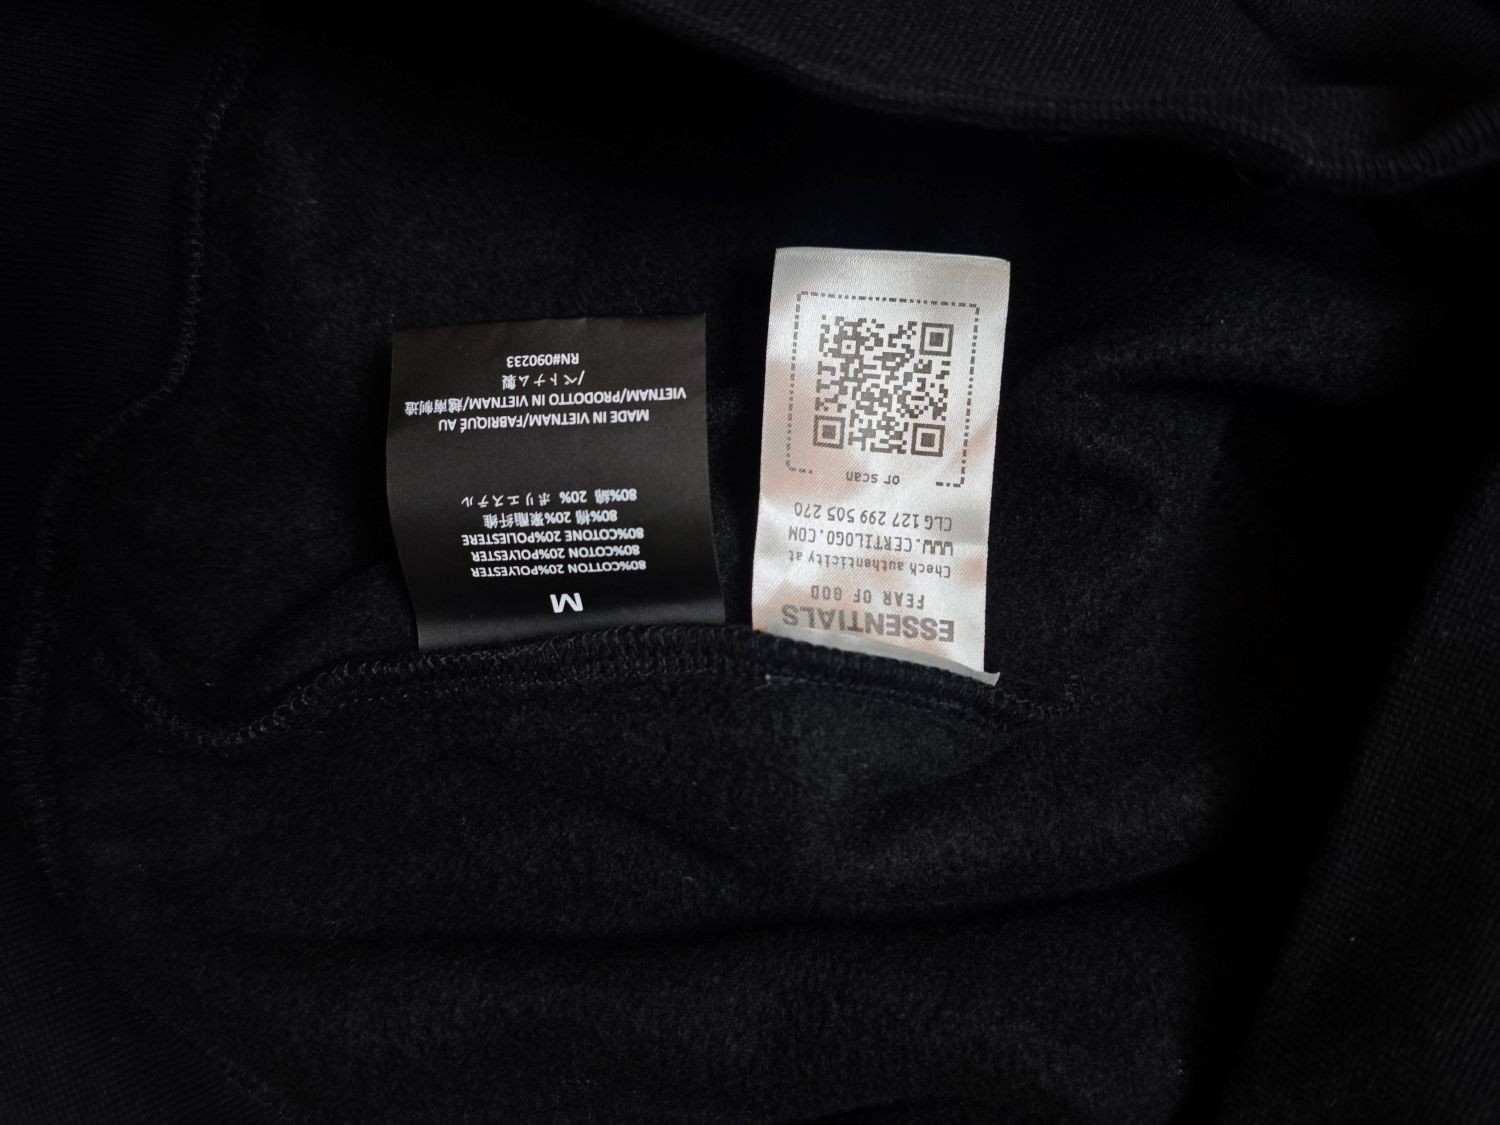 M
80%COTTON 20%POLYESTER
80%COTON 20%POLYESTER
80%COTONE 20%POLIESTERE
80%棉 20%聚酯纤维
80%綿 20% ポリエステル
MADE IN VIETNAM/FABRIQUÉ AU
VIETNAM/PRODOTTO IN VIETNAM/越南制造
/ベトナム製
RN#090233
ESSENTIALS
FEAR OF GOD
Chech authenticity at
WWW.CERTILOGO.COM
CLG 127 299 505 270
or scan